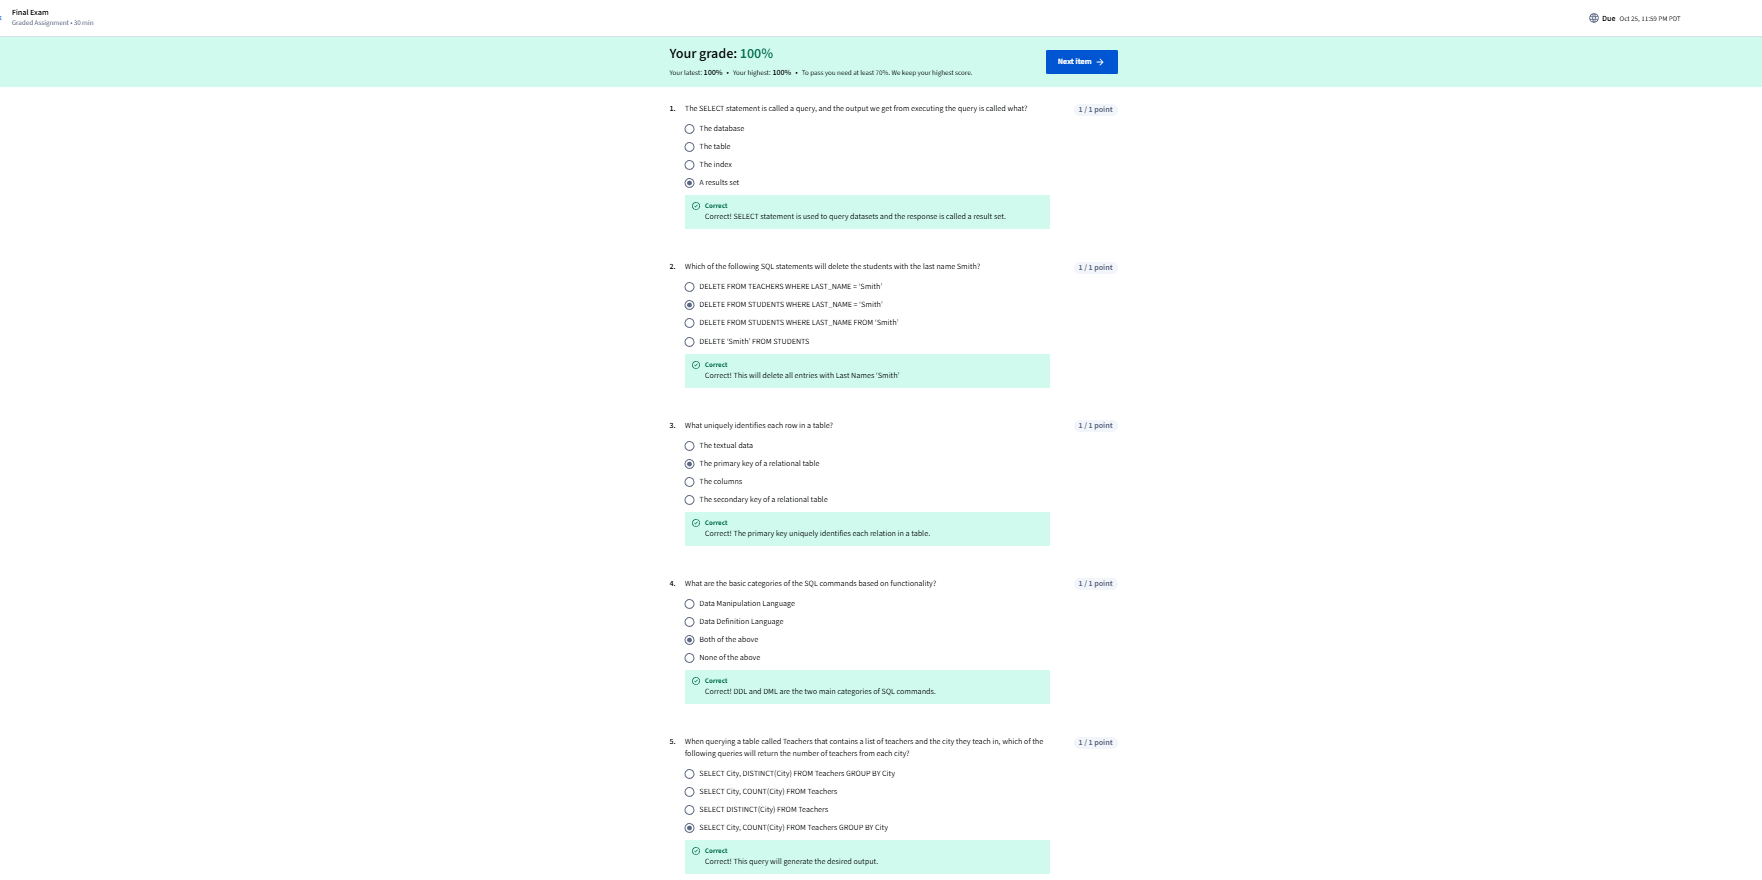 Final Exam
Graded Assignment • 30 min
Due Oct 25, 11:59 PM PDT
Your grade: 100%
Your latest: 100% • Your highest: 100% • To pass you need at least 70%. We keep your highest score.
Next item →
1. The SELECT statement is called a query, and the output we get from executing the query is called what?
1 / 1 point
The database
The table
The index
A results set
Correct
Correct! SELECT statement is used to query datasets and the response is called a result set.
2. Which of the following SQL statements will delete the students with the last name Smith?
1 / 1 point
DELETE FROM TEACHERS WHERE LAST_NAME = ‘Smith’
DELETE FROM STUDENTS WHERE LAST_NAME = ‘Smith’
DELETE FROM STUDENTS WHERE LAST_NAME FROM ‘Smith’
DELETE ‘Smith’ FROM STUDENTS
Correct
Correct! This will delete all entries with Last Names ‘Smith’
3. What uniquely identifies each row in a table?
1 / 1 point
The textual data
The primary key of a relational table
The columns
The secondary key of a relational table
Correct
Correct! The primary key uniquely identifies each relation in a table.
4. What are the basic categories of the SQL commands based on functionality?
1 / 1 point
Data Manipulation Language
Data Definition Language
Both of the above
None of the above
Correct
Correct! DDL and DML are the two main categories of SQL commands.
5. When querying a table called Teachers that contains a list of teachers and the city they teach in, which of the
following queries will return the number of teachers from each city?
1 / 1 point
SELECT City, DISTINCT(City) FROM Teachers GROUP BY City
SELECT City, COUNT(City) FROM Teachers
SELECT DISTINCT(City) FROM Teachers
SELECT City, COUNT(City) FROM Teachers GROUP BY City
Correct
Correct! This query will generate the desired output.